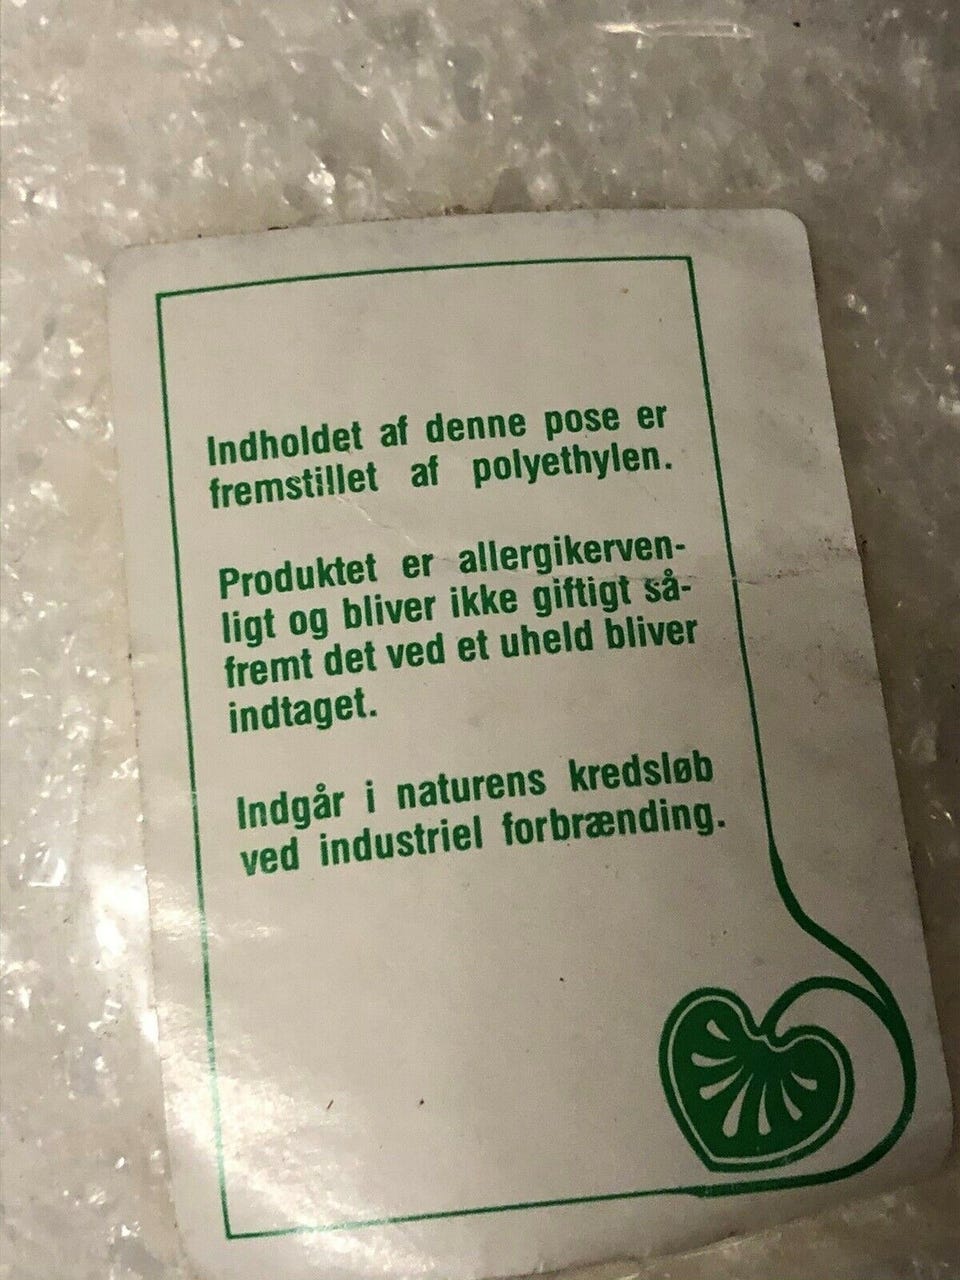 Indholdet af denne pose er
fremstillet af polyethylen.
Produktet er allergikerven-
ligt og bliver ikke giftigt så-
fremt det ved et uheld bliver
indtaget.
Indgår i naturens kredsløb
ved industriel forbrænding.